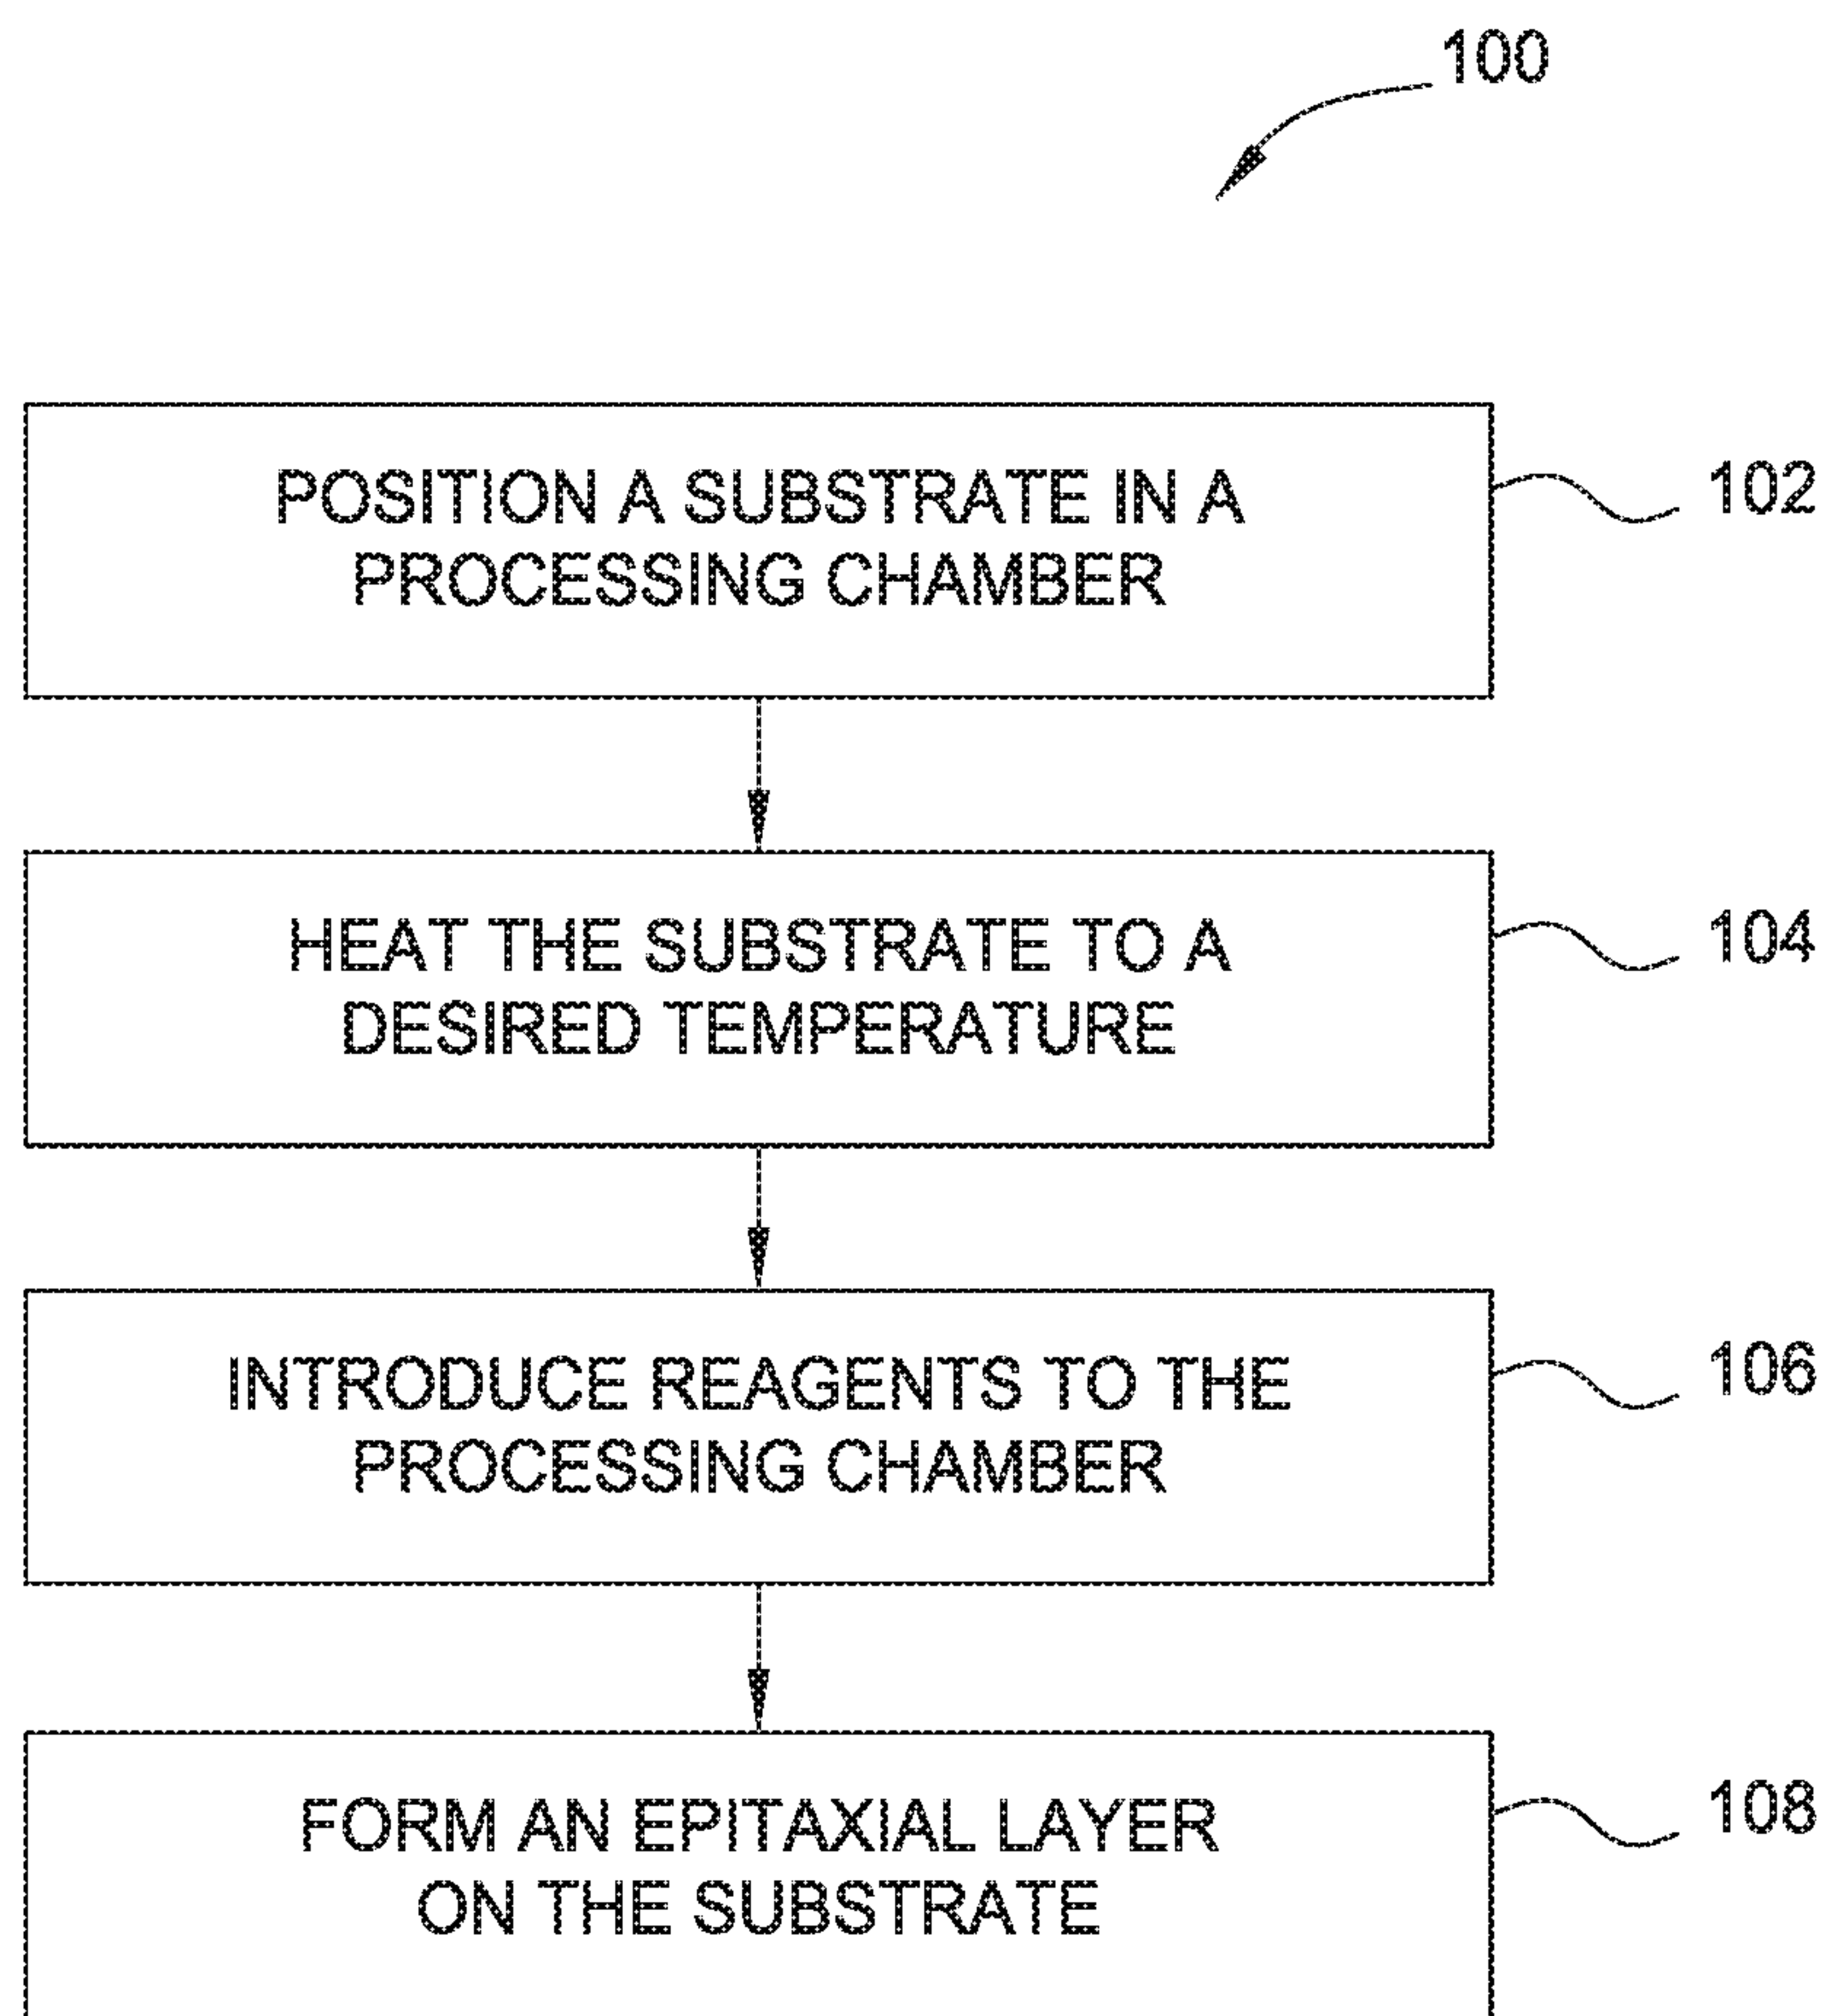 100
POSITION A SUBSTRATE IN A
PROCESSING CHAMBER
102
HEAT THE SUBSTRATE TO A
DESIRED TEMPERATURE
104
INTRODUCE REAGENTS TO THE
PROCESSING CHAMBER
106
FORM AN EPITAXIAL LAYER
ON THE SUBSTRATE
108